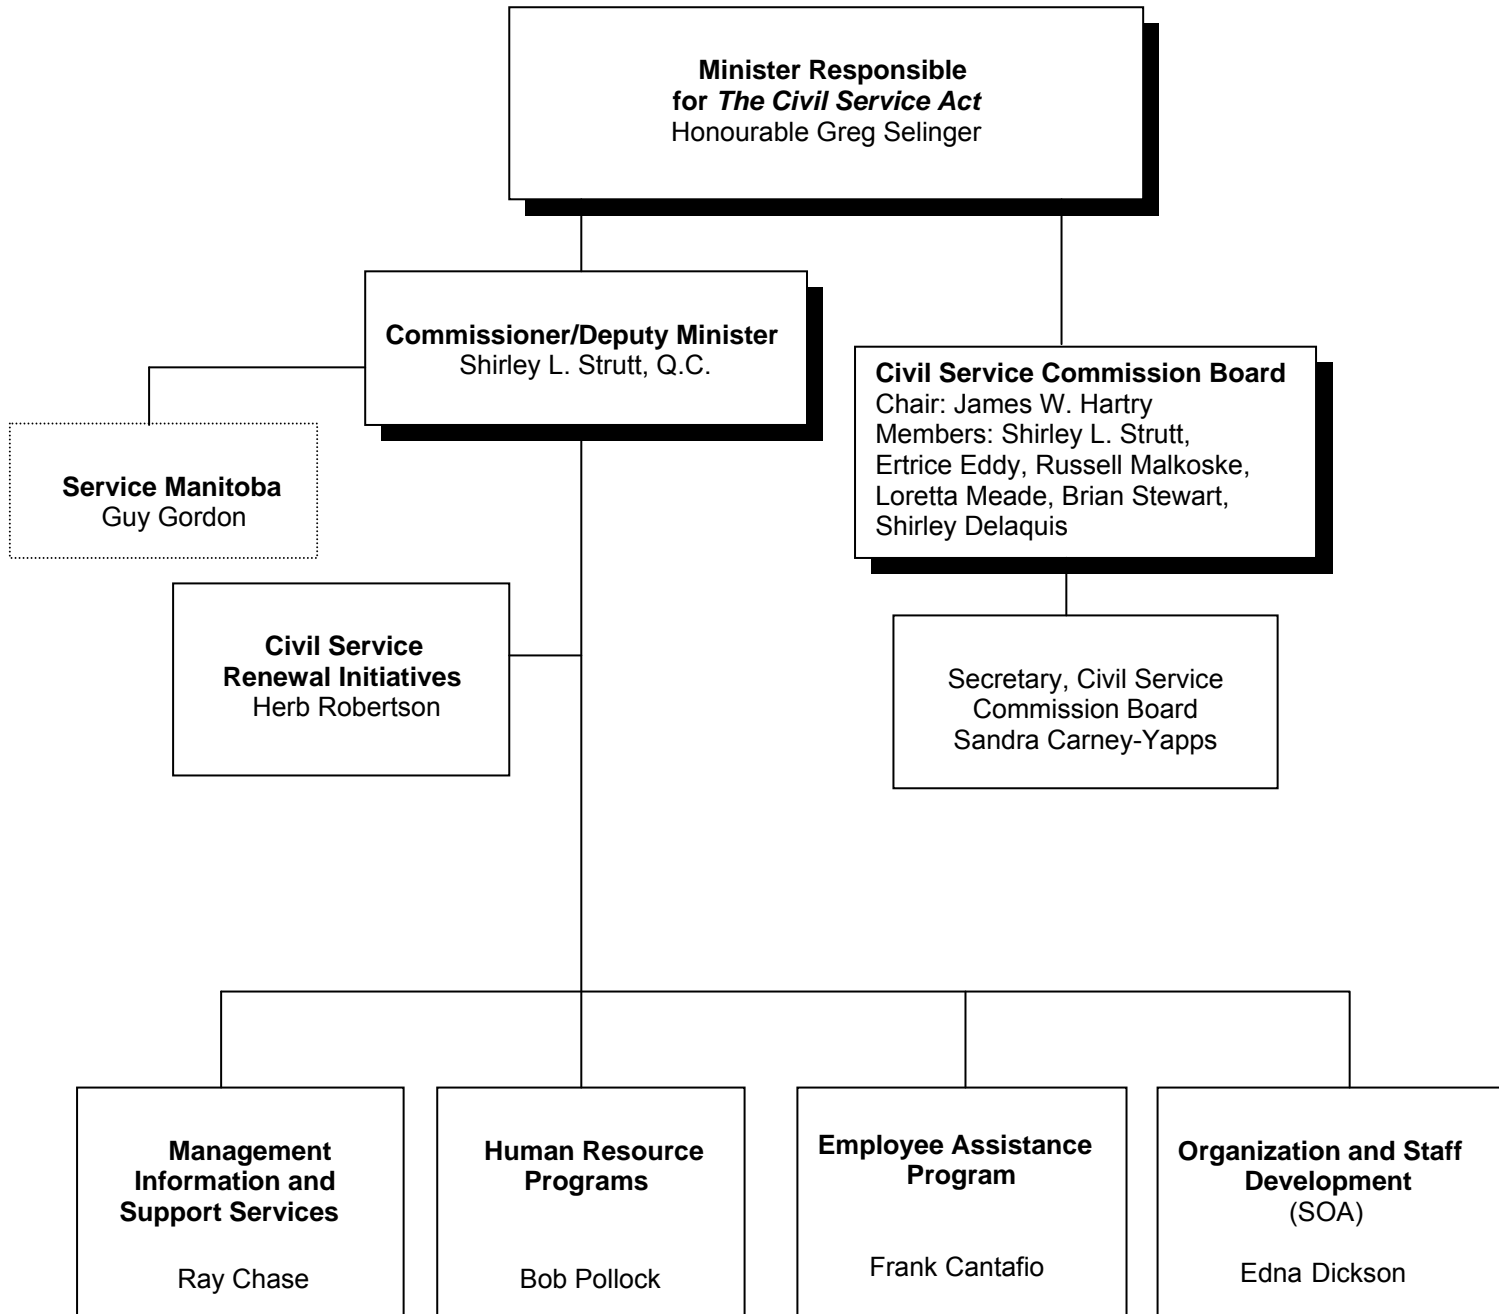 Minister Responsible
for The Civil Service Act
Honourable Greg Selinger
Commissioner/Deputy Minister
Shirley L. Strutt, Q.C.
Civil Service Commission Board
Chair: James W. Hartry
Members: Shirley L. Strutt,
Ertrice Eddy, Russell Malkoske,
Loretta Meade, Brian Stewart,
Shirley Delaquis
Service Manitoba
Guy Gordon
Civil Service
Renewal Initiatives
Herb Robertson
Secretary, Civil Service
Commission Board
Sandra Carney-Yapps
Management
Information and
Support Services
Ray Chase
Human Resource
Programs
Bob Pollock
Employee Assistance
Program
Frank Cantafio
Organization and Staff
Development
(SOA)
Edna Dickson